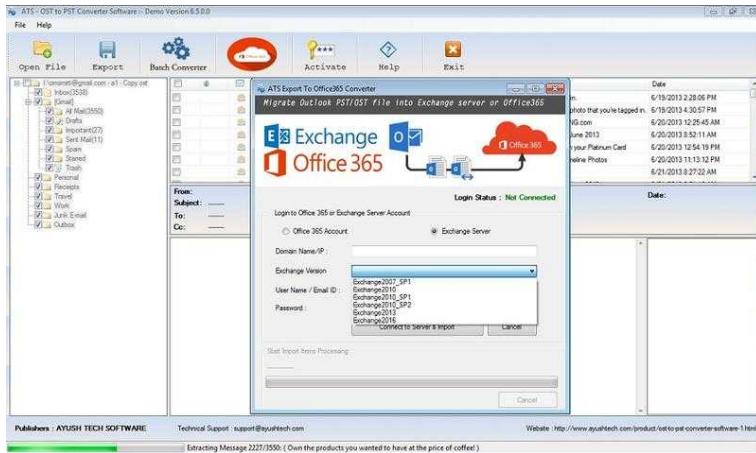 ATS - OST to PST Converter Software :- Demo Version 6.5.0.0
File Help
Open File Export Batch Converter Activate Help Exit
Inbox(3538)
[Gmail]
All Mail(3550)
Drafts
Important(27)
Sent Mail(11)
Spam
Starred
Trash
Personal
Receipts
Travel
Work
Junk E-mail
Outbox
Date
6/19/2013 2:28:06 PM
photo that you're tagged in. 6/19/2013 4:30:57 PM
NG.com 6/20/2013 12:25:45 AM
June 2013 6/20/2013 8:52:11 AM
your Platinum Card 6/20/2013 12:54:19 PM
meline Photos 6/20/2013 11:13:12 PM
6/21/2013 8:27:22 AM
From:
Subject:
To:
Cc:
Date:
ATS Export To Office365 Converter
Migrate Outlook PST/OST file into Exchange server or Office365
Exchange
Office 365
Office 365
Login Status : Not Connected
Login to Office 365 or Exchange Server Account
Office 365 Account Exchange Server
Domain Name/IP :
Exchange Version
User Name / Email ID :
Password :
Exchange2007_SP1
Exchange2010
Exchange2010_SP1
Exchange2010_SP2
Exchange2013
Exchange2016
Connect to Server & Import Cancel
Start Import Items Processing
Cancel
Publishers : AYUSH TECH SOFTWARE Technical Support : support@ayushtech.com Website : http://www.ayushtech.com/product/ost-to-pst-converter-software-1.html
Extracting Message 2227/3550: ( Own the products you wanted to have at the price of coffee! )